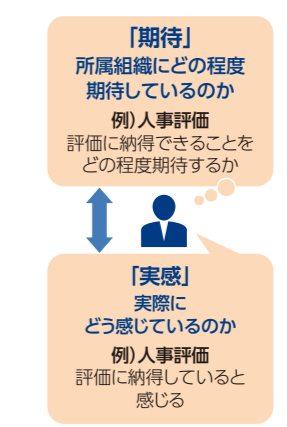 「期待」
所属組織にどの程度
期待しているのか
例）人事評価
評価に納得できることを
どの程度期待するか
「実感」
実際に
どう感じているのか
例）人事評価
評価に納得していると
感じる